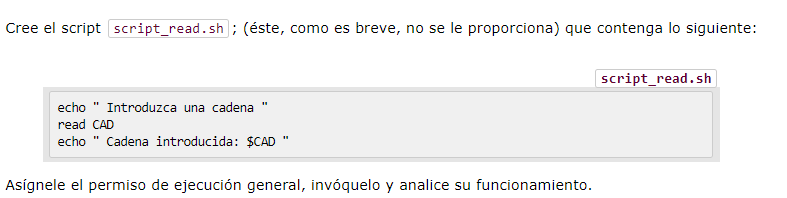 Cree el script script_read.sh ; (éste, como es breve, no se le proporciona) que contenga lo siguiente:
script_read.sh
echo " Introduzca una cadena "
read CAD
echo " Cadena introducida: $CAD "
Asígnele el permiso de ejecución general, invóquelo y analice su funcionamiento.